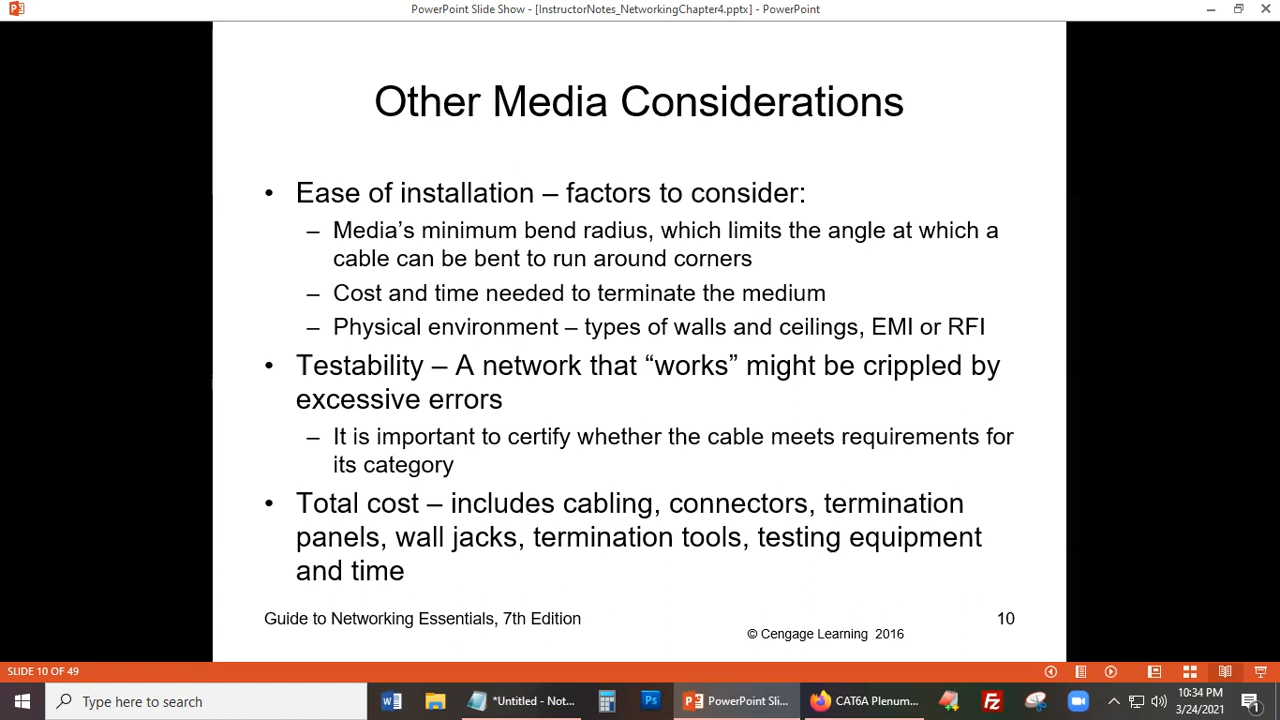 PowerPoint Slide Show - [InstructorNotes_NetworkingChapter4.pptx] - PowerPoint
Other Media Considerations
• Ease of installation – factors to consider:
– Media’s minimum bend radius, which limits the angle at which a
cable can be bent to run around corners
– Cost and time needed to terminate the medium
– Physical environment – types of walls and ceilings, EMI or RFI
• Testability – A network that “works” might be crippled by
excessive errors
– It is important to certify whether the cable meets requirements for
its category
• Total cost – includes cabling, connectors, termination
panels, wall jacks, termination tools, testing equipment
and time
Guide to Networking Essentials, 7th Edition
10
© Cengage Learning 2016
SLIDE 10 OF 49
Type here to search
*Untitled - Not...
PowerPoint Sli...
CAT6A Plenum...
10:34 PM
3/24/2021